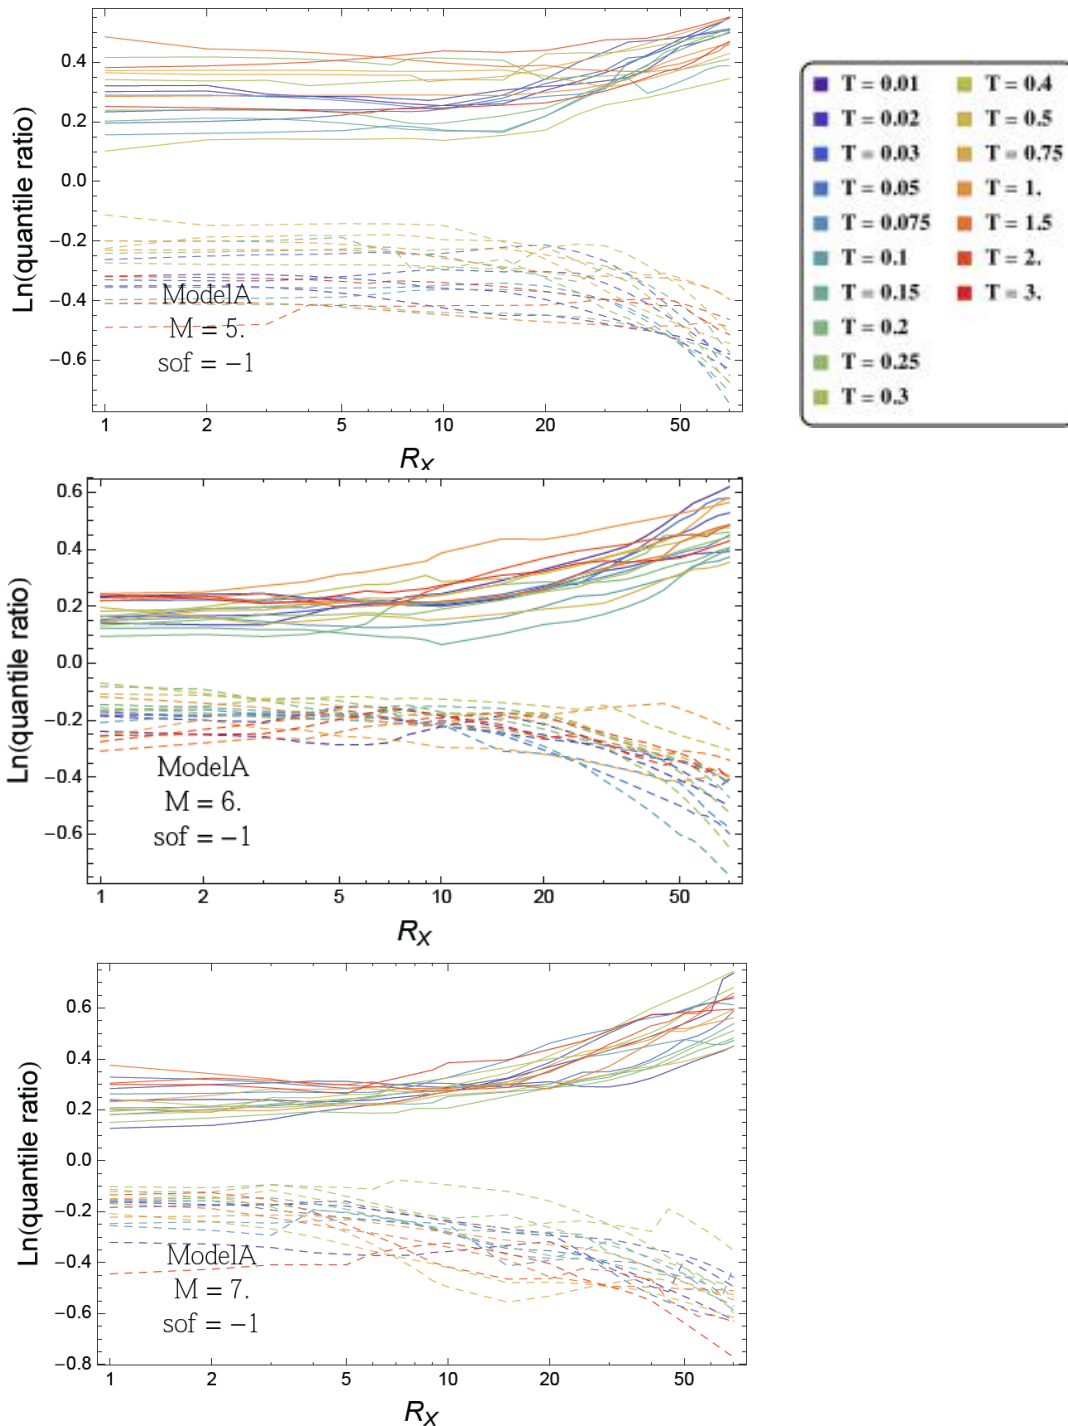 0.4
0.2
0.0
−0.2
−0.4
−0.6
Ln(quantile ratio)
ModelA
M = 5.
sof = −1
1 2 5 10 20 50
RX
T = 0.01
T = 0.02
T = 0.03
T = 0.05
T = 0.075
T = 0.1
T = 0.15
T = 0.2
T = 0.25
T = 0.3
T = 0.4
T = 0.5
T = 0.75
T = 1.
T = 1.5
T = 2.
T = 3.
0.6
0.4
0.2
0.0
−0.2
−0.4
−0.6
Ln(quantile ratio)
ModelA
M = 6.
sof = −1
1 2 5 10 20 50
RX
0.6
0.4
0.2
0.0
−0.2
−0.4
−0.6
−0.8
Ln(quantile ratio)
ModelA
M = 7.
sof = −1
1 2 5 10 20 50
RX